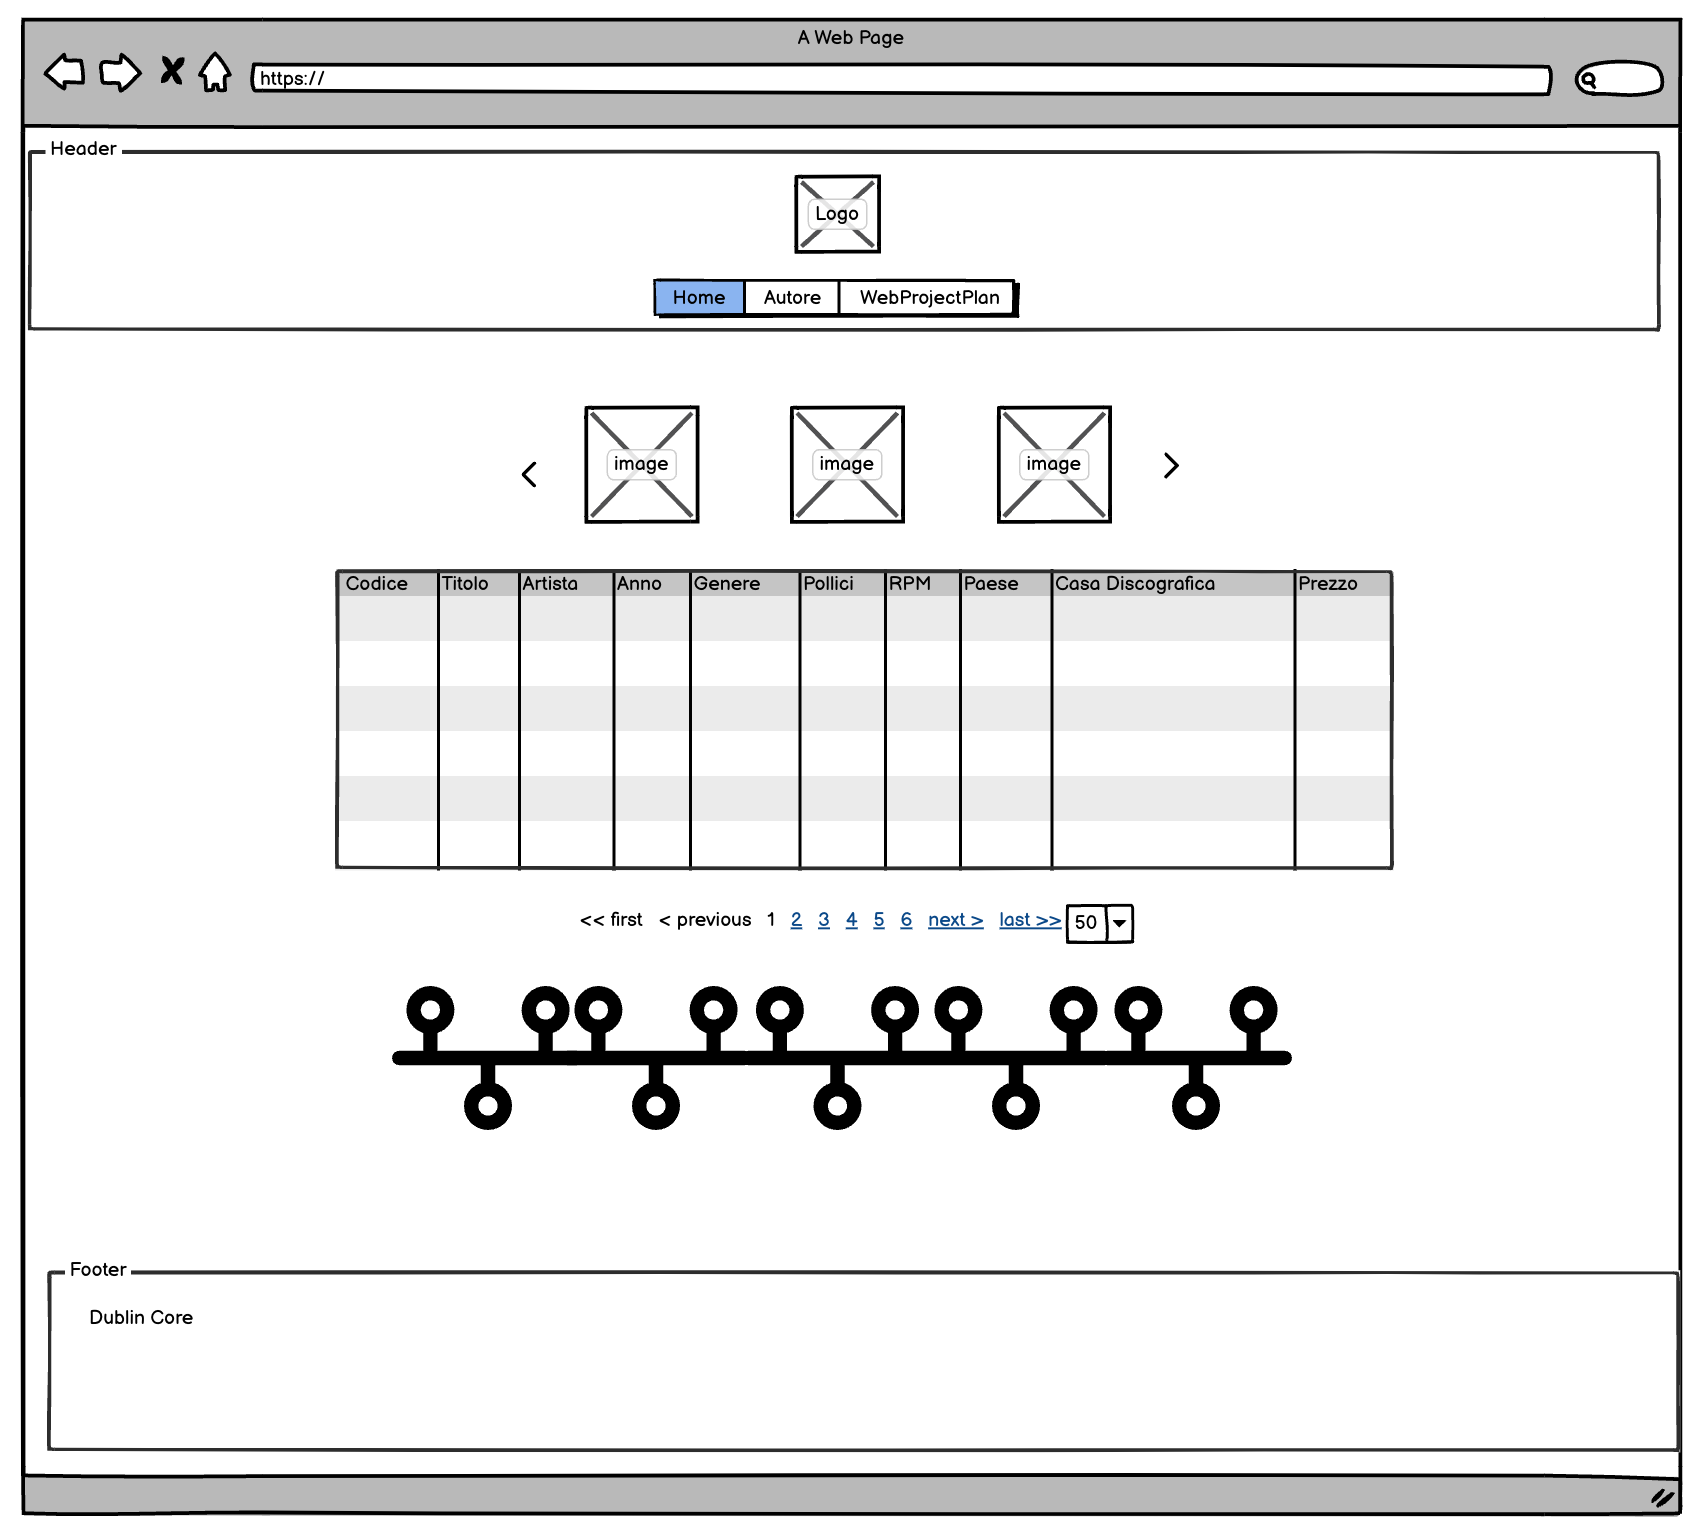 A Web Page
https://
Header
Logo
Home Autore WebProjectPlan
< image image image >
Codice Titolo Artista Anno Genere Pollici RPM Paese Casa Discografica Prezzo
<< first < previous 1 2 3 4 5 6 next > last >> 50
Footer
Dublin Core